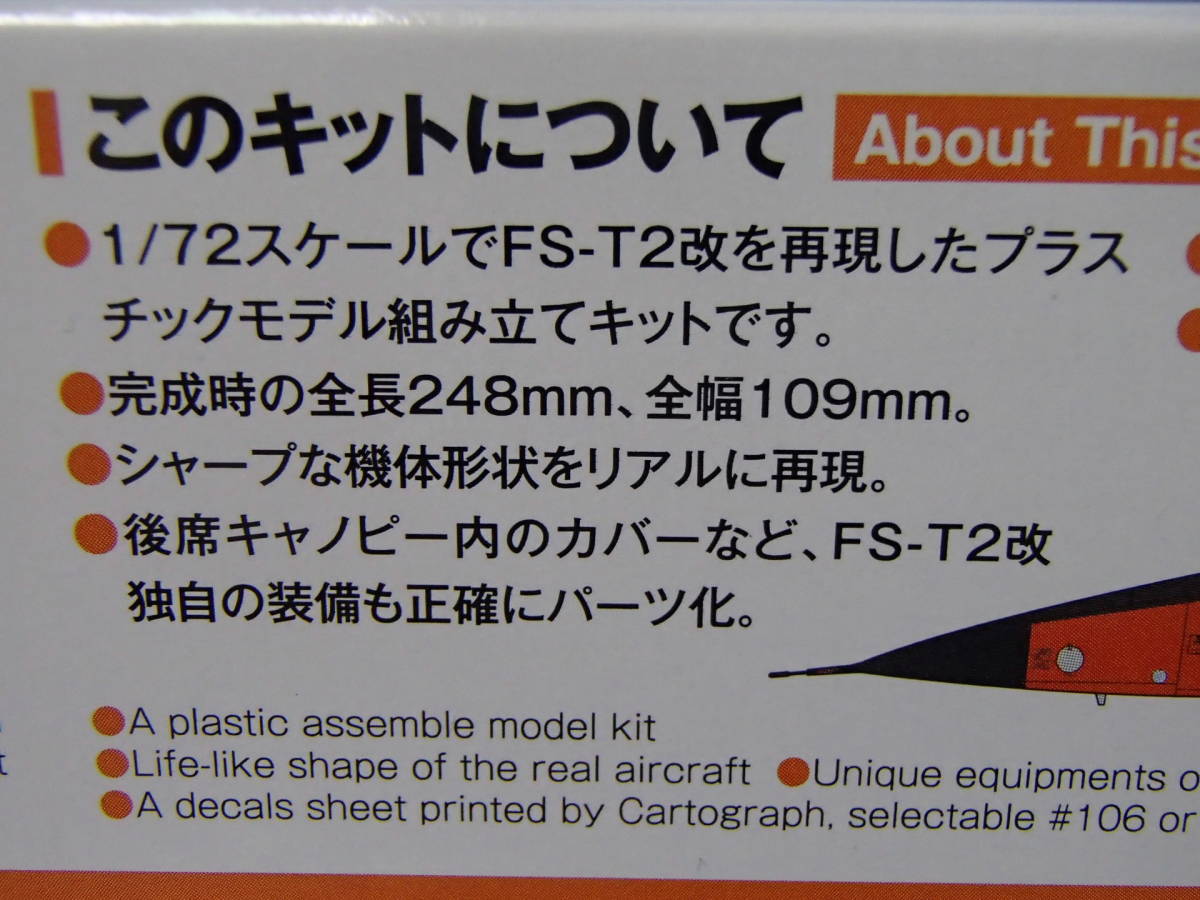 このキットについて About This
●1/72スケールでFS-T2改を再現したプラス
チックモデル組み立てキットです。
●完成時の全長248mm、全幅109mm。
●シャープな機体形状をリアルに再現。
●後席キャノピー内のカバーなど、FS-T2改
独自の装備も正確にパーツ化。
●A plastic assemble model kit
●Life-like shape of the real aircraft ●Unique equipments o
●A decals sheet printed by Cartograph, selectable #106 or